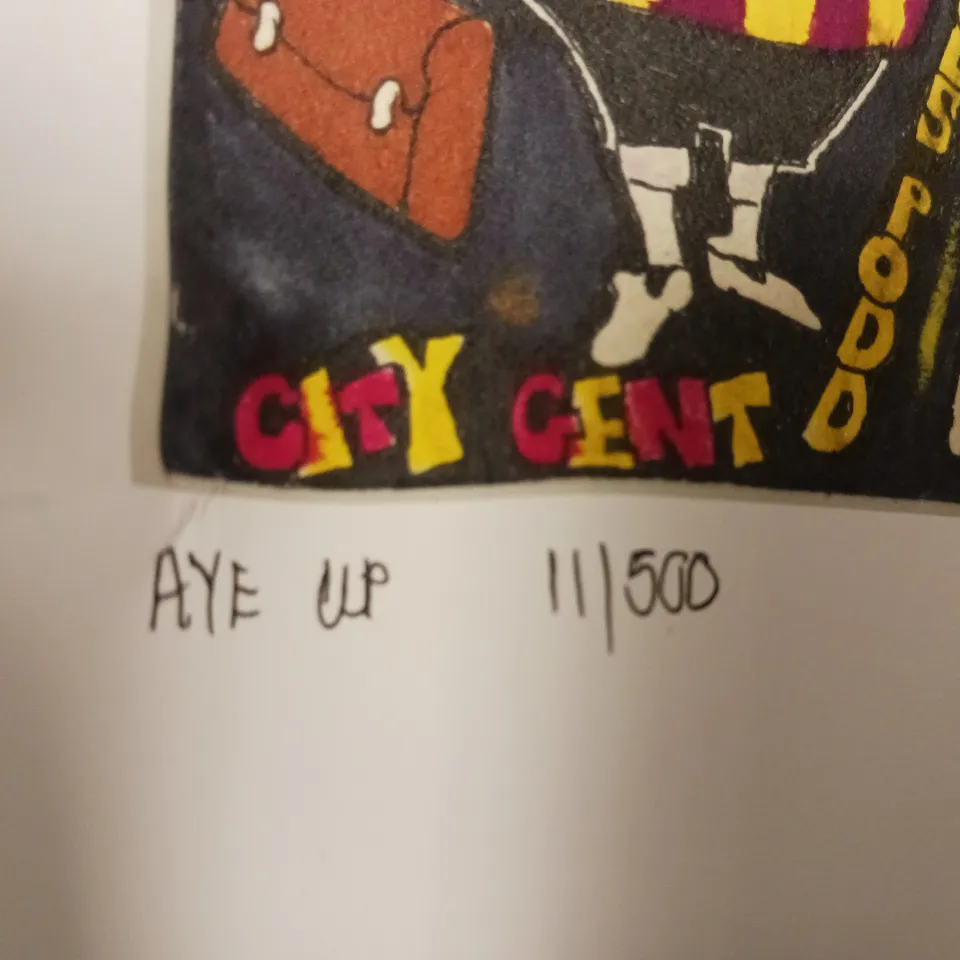 S PODD
CITY GENT
AYE UP 11/500